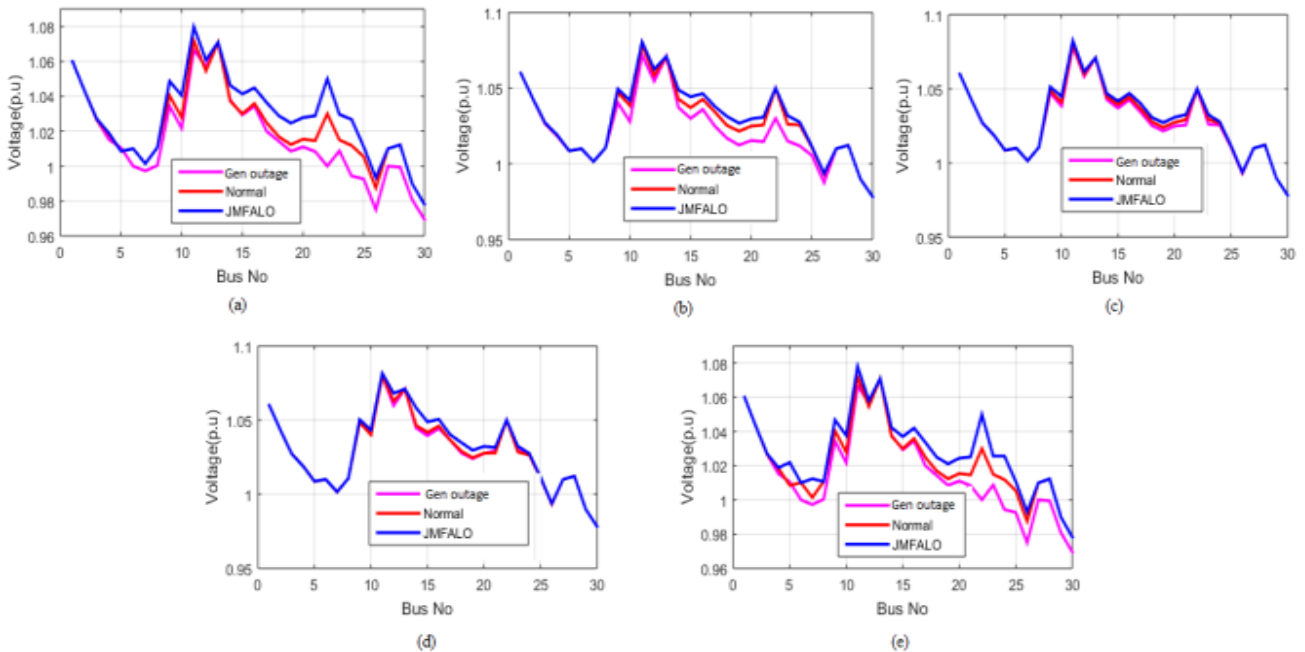 1.08
1.06
1.04
1.02
1
0.98
0.96
Voltage(p.u)
Gen outage
Normal
JMFALO
0 5 10 15 20 25 30
Bus No
(a)
1.1
1.05
1
0.95
Voltage(p.u)
Gen outage
Normal
JMFALO
0 5 10 15 20 25 30
Bus No
(b)
1.1
1.05
1
0.95
Voltage(p.u)
Gen outage
Normal
JMFALO
0 5 10 15 20 25 30
Bus No
(c)
1.1
1.05
1
0.95
Voltage(p.u)
Gen outage
Normal
JMFALO
0 5 10 15 20 25 30
Bus No
(d)
1.08
1.06
1.04
1.02
1
0.98
0.96
Voltage(p.u)
Gen outage
Normal
JMFALO
0 5 10 15 20 25 30
Bus No
(e)